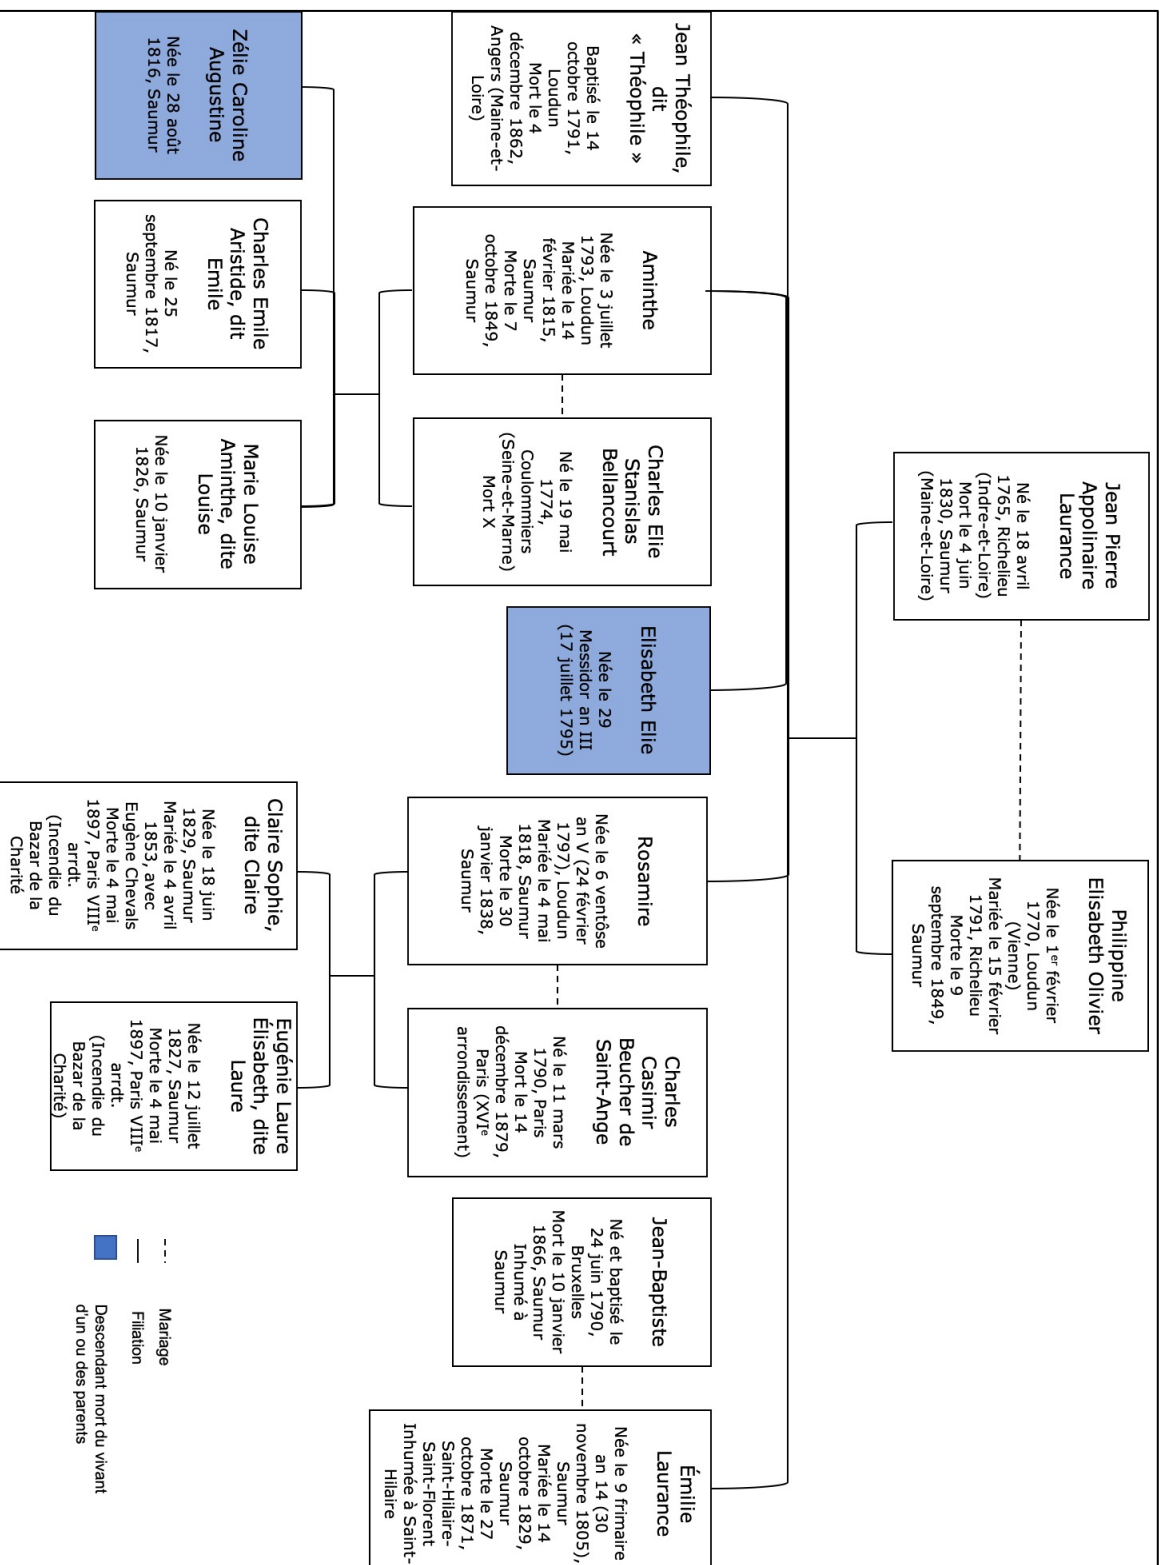 Jean Pierre
Appolinaire
Laurance
Né le 18 avril
1765, Richelieu
(Indre-et-Loire)
Mort le 4 juin
1830, Saumur
(Maine-et-Loire)
Philippine
Elisabeth Olivier
Née le 1er février
1770, Loudun
(Vienne)
Mariée le 15 février
1791, Richelieu
Morte le 9
septembre 1849,
Saumur
Jean Théophile,
dit
« Théophile »
Baptisé le 14
octobre 1791,
Loudun
Mort le 4
décembre 1862,
Angers (Maine-et-
Loire)
Aminthe
Née le 3 juillet
1793, Loudun
Mariée le 14
février 1815,
Saumur
Morte le 7
octobre 1849,
Saumur
Charles Elie
Stanislas
Bellancourt
Né le 19 mai
1774,
Coulommiers
(Seine-et-Marne)
Mort X
Elisabeth Elie
Née le 29
Messidor an III
(17 juillet 1795)
Rosamire
Née le 6 ventôse
an V (24 février
1797), Loudun
Mariée le 4 mai
1818, Saumur
Morte le 30
janvier 1838,
Saumur
Charles
Casimir
Beucher de
Saint-Ange
Né le 11 mars
1790, Paris
Mort le 14
décembre 1879,
Paris (XVIe
arrondissement)
Jean-Baptiste
Né et baptisé le
24 juin 1790,
Bruxelles
Mort le 10 janvier
1866, Saumur
Inhumé à
Saumur
Émilie
Laurance
Née le 9 frimaire
an 14 (30
novembre 1805),
Saumur
Mariée le 14
octobre 1829,
Saumur
Morte le 27
octobre 1871,
Saint-Hilaire-
Saint-Florent
Inhumée à Saint-
Hilaire
Zélie Caroline
Augustine
Née le 28 août
1816, Saumur
Charles Emile
Aristide, dit
Emile
Né le 25
septembre 1817,
Saumur
Marie Louise
Aminthe, dite
Louise
Née le 10 janvier
1826, Saumur
Claire Sophie,
dite Claire
Née le 18 juin
1829, Saumur
Mariée le 4 avril
1853, avec
Eugène Chevals
Morte le 4 mai
1897, Paris VIIIe
arrdt.
(Incendie du
Bazar de la
Charité
Eugénie Laure
Élisabeth, dite
Laure
Née le 12 juillet
1827, Saumur
Morte le 4 mai
1897, Paris VIIIe
arrdt.
(Incendie du
Bazar de la
Charité)
Mariage
Filiation
Descendant mort du vivant
d'un ou des parents